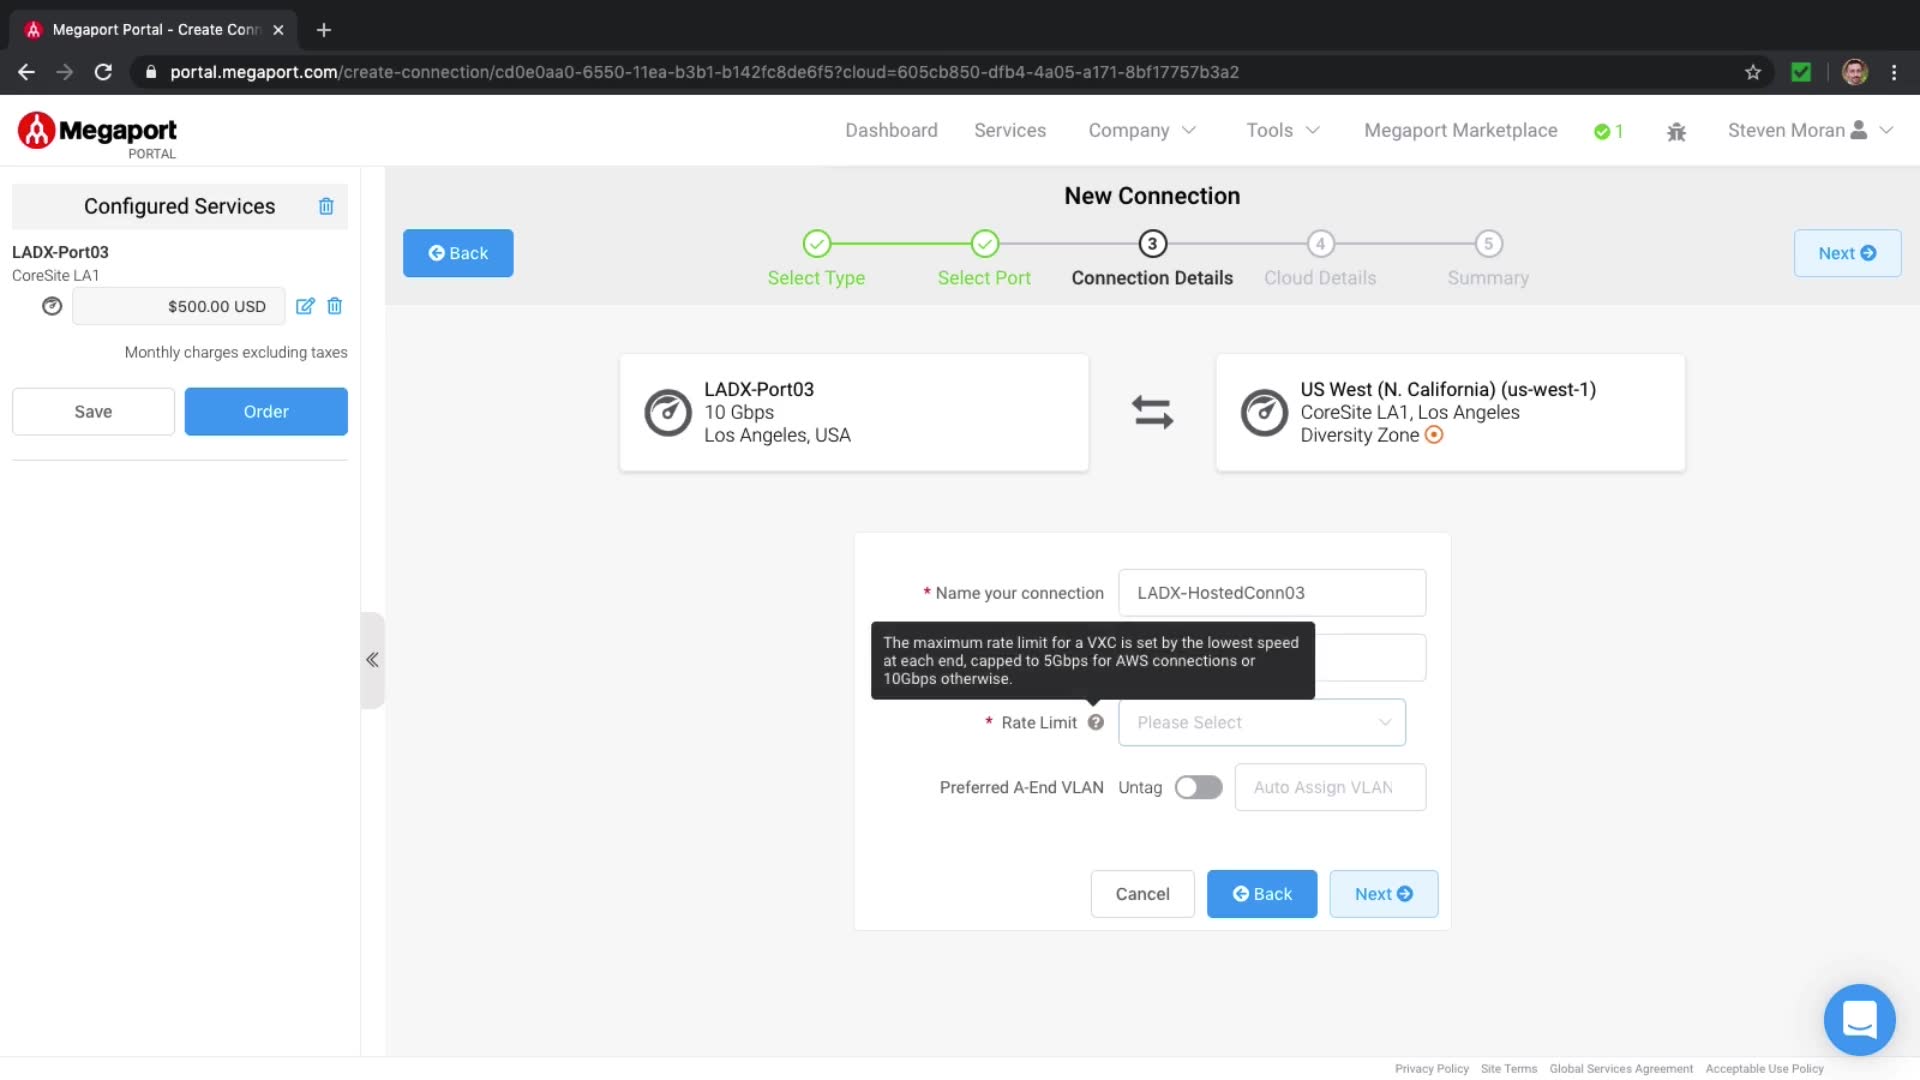 Megaport Portal - Create Conn
portal.megaport.com/create-connection/cd0e0aa0-6550-11ea-b3b1-b142fc8de6f5?cloud=605cb850-dfb4-4a05-a171-8bf17757b3a2
Megaport
PORTAL
Dashboard
Services
Company
Tools
Megaport Marketplace
1
Steven Moran
Configured Services
LADX-Port03
CoreSite LA1
$500.00 USD
Monthly charges excluding taxes
Save
Order
New Connection
Back
Select Type
Select Port
3
Connection Details
4
Cloud Details
5
Summary
Next
LADX-Port03
10 Gbps
Los Angeles, USA
US West (N. California) (us-west-1)
CoreSite LA1, Los Angeles
Diversity Zone
* Name your connection
LADX-HostedConn03
The maximum rate limit for a VXC is set by the lowest speed
at each end, capped to 5Gbps for AWS connections or
10Gbps otherwise.
* Rate Limit ?
Please Select
Preferred A-End VLAN
Untag
Auto Assign VLAN
Cancel
Back
Next
Privacy Policy
Site Terms
Global Services Agreement
Acceptable Use Policy